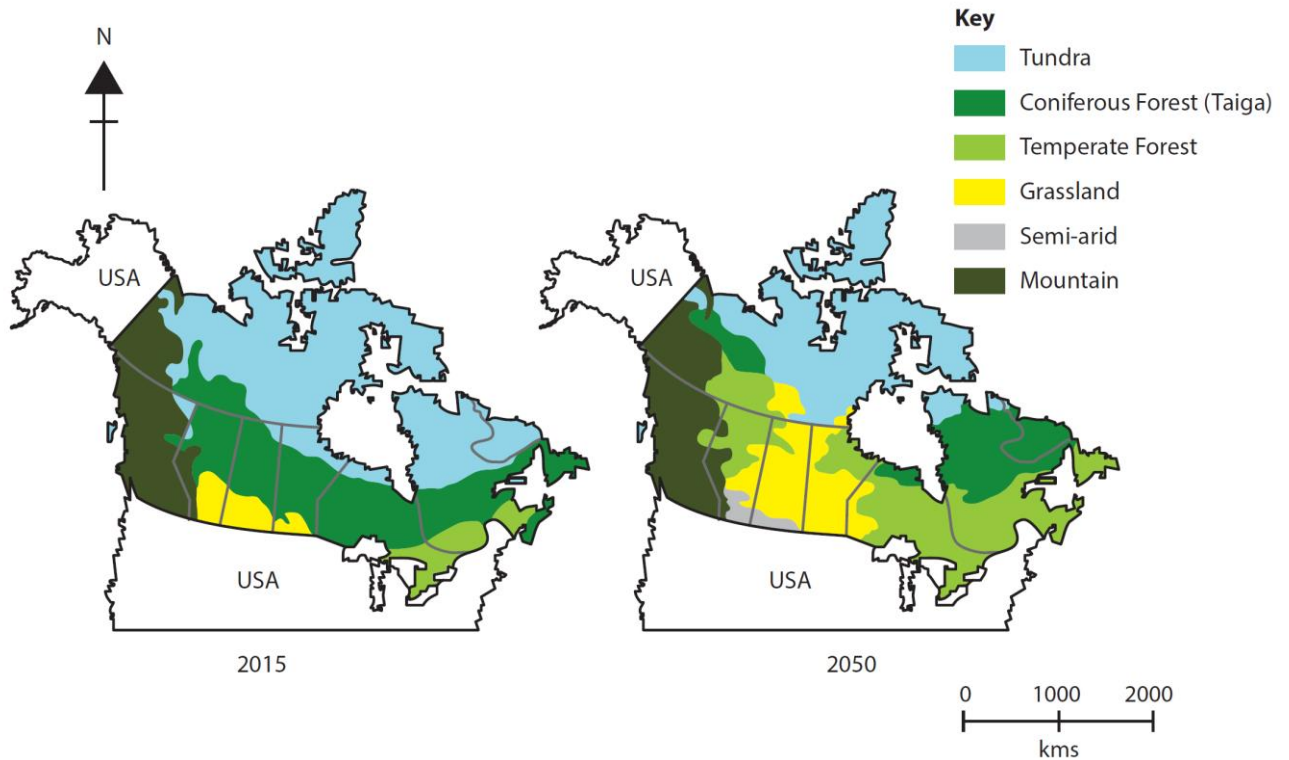 Key
Tundra
Coniferous Forest (Taiga)
Temperate Forest
Grassland
Semi-arid
Mountain
N
USA
USA
2015
USA
USA
2050
0 1000 2000
kms